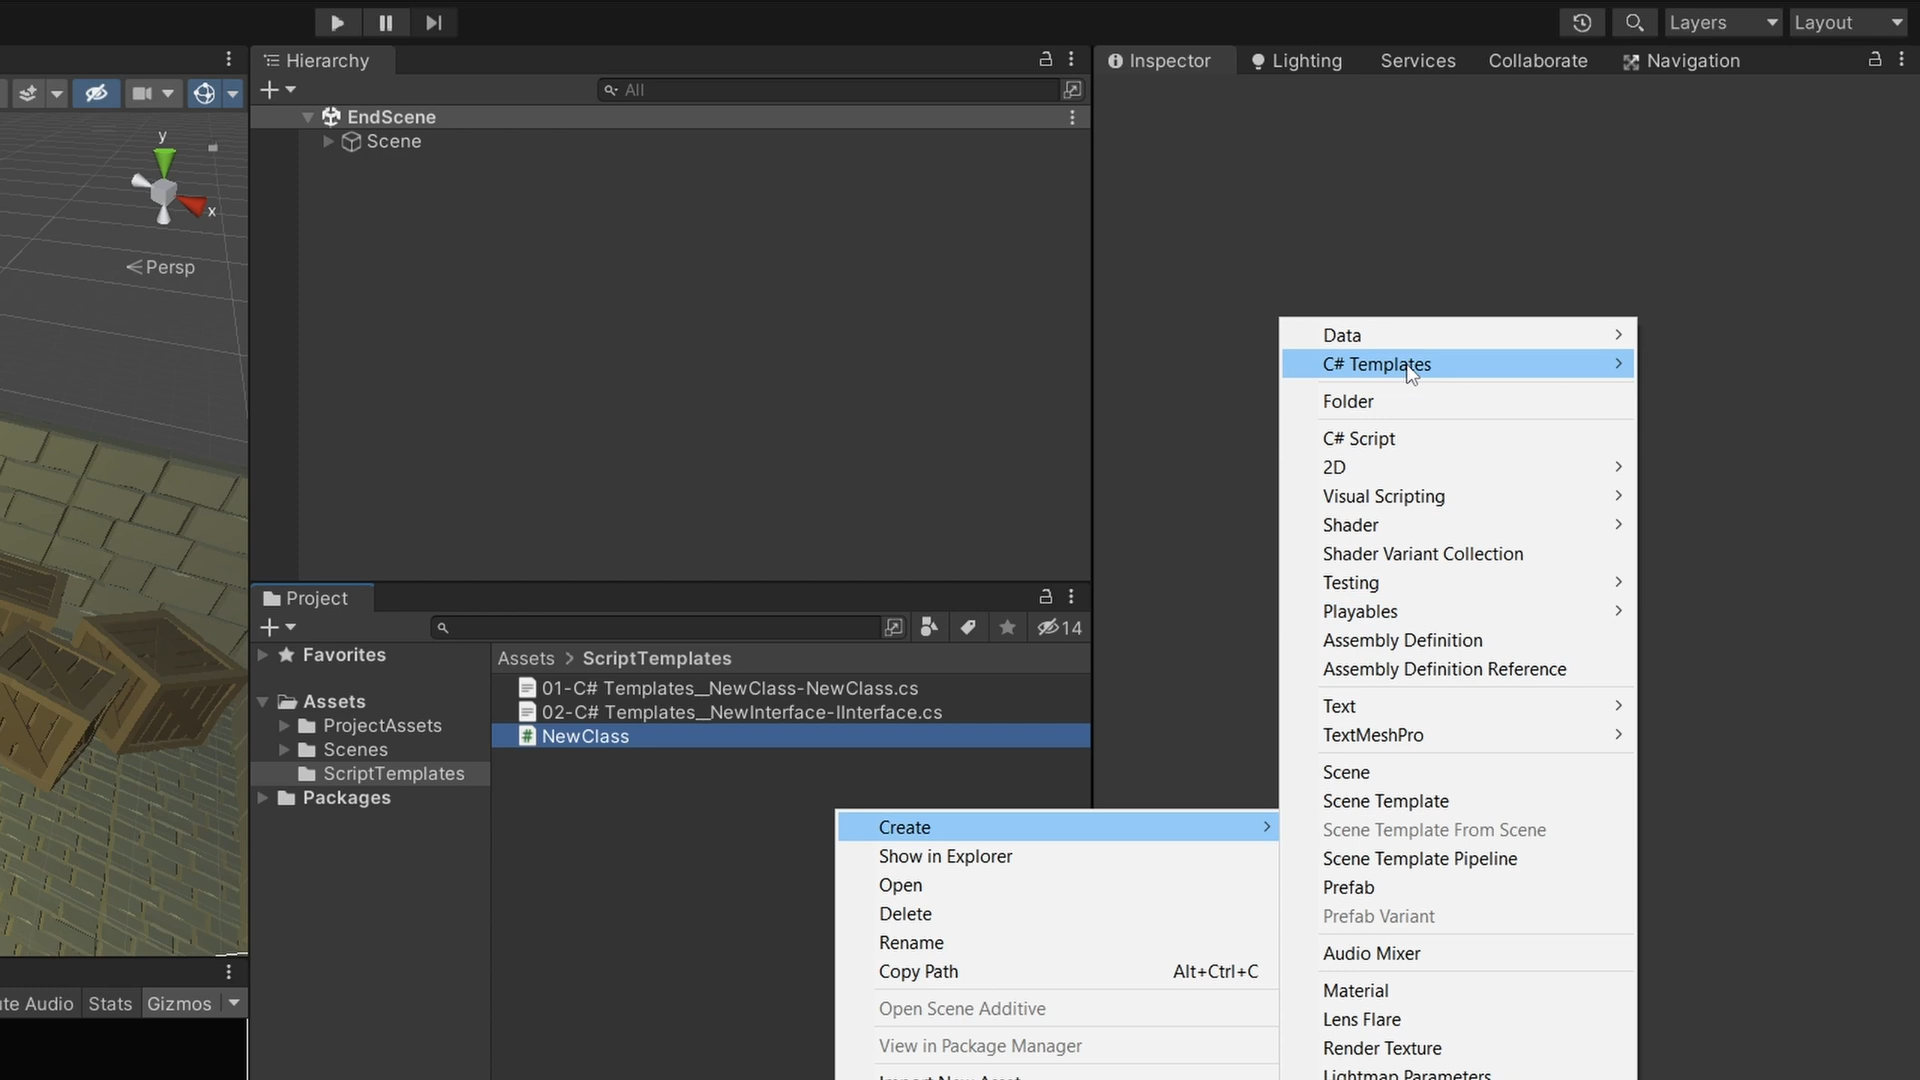 Layers
Layout
Hierarchy
All
EndScene
Scene
y
x
Persp
Inspector
Lighting
Services
Collaborate
Navigation
Project
14
Favorites
Assets
ProjectAssets
Scenes
ScriptTemplates
Packages
Assets > ScriptTemplates
01-C# Templates__NewClass-NewClass.cs
02-C# Templates__NewInterface-IInterface.cs
NewClass
Create
Show in Explorer
Open
Delete
Rename
Copy Path Alt+Ctrl+C
Open Scene Additive
View in Package Manager
Import New Asset
Data
C# Templates
Folder
C# Script
2D
Visual Scripting
Shader
Shader Variant Collection
Testing
Playables
Assembly Definition
Assembly Definition Reference
Text
TextMeshPro
Scene
Scene Template
Scene Template From Scene
Scene Template Pipeline
Prefab
Prefab Variant
Audio Mixer
Material
Lens Flare
Render Texture
Lightmap Parameters
Audio
Stats
Gizmos